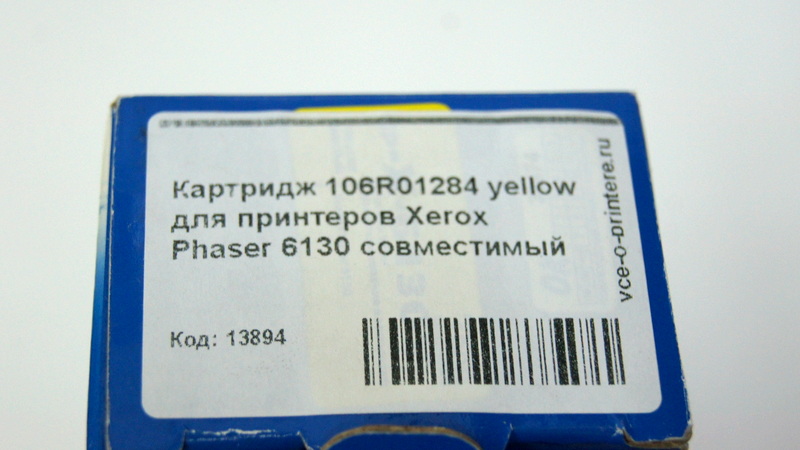 Картридж 106R01284 yellow
для принтеров Xerox
Phaser 6130 совместимый
Код: 13894
vce-o-printere.ru